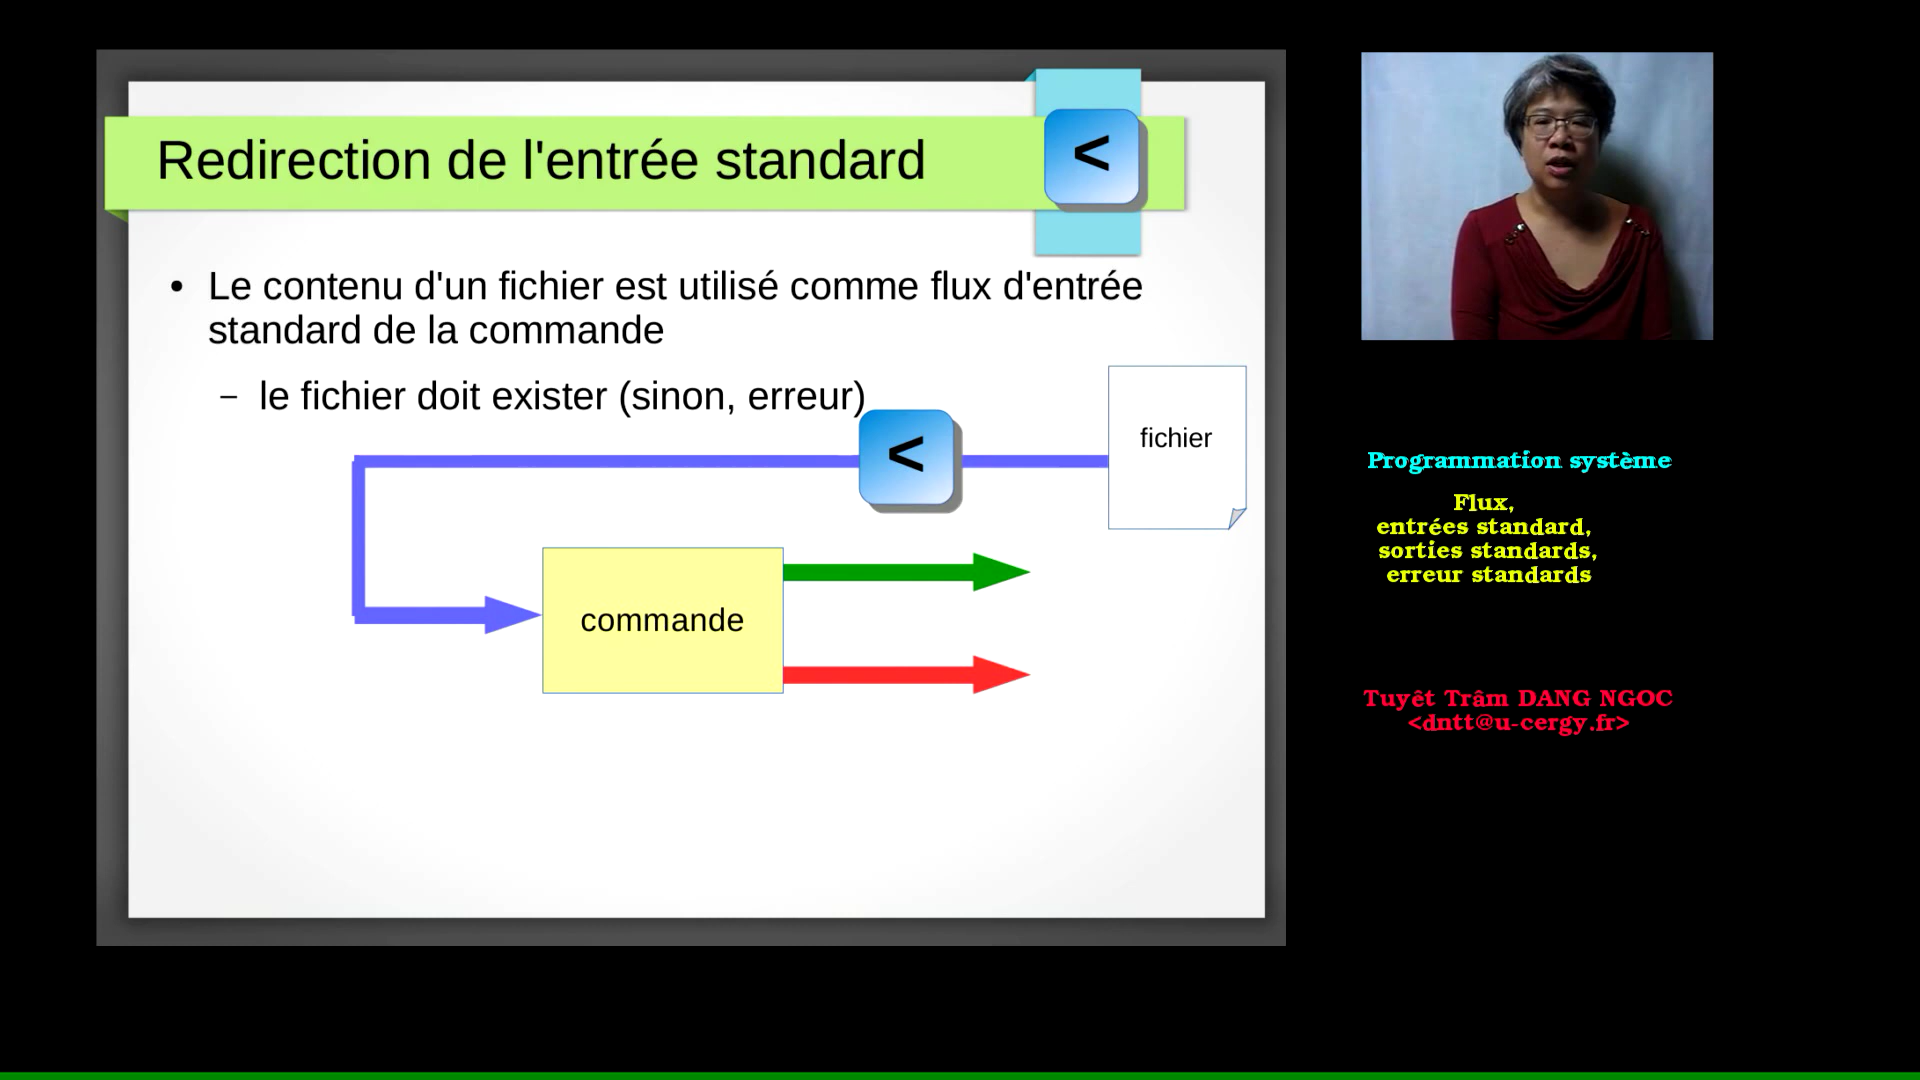 Redirection de l'entrée standard
<
• Le contenu d'un fichier est utilisé comme flux d'entrée
standard de la commande
– le fichier doit exister (sinon, erreur)
<
fichier
commande
Programmation système
Flux,
entrées standard,
sorties standards,
erreur standards
Tuyêt Trâm DANG NGOC
<dntt@u-cergy.fr>